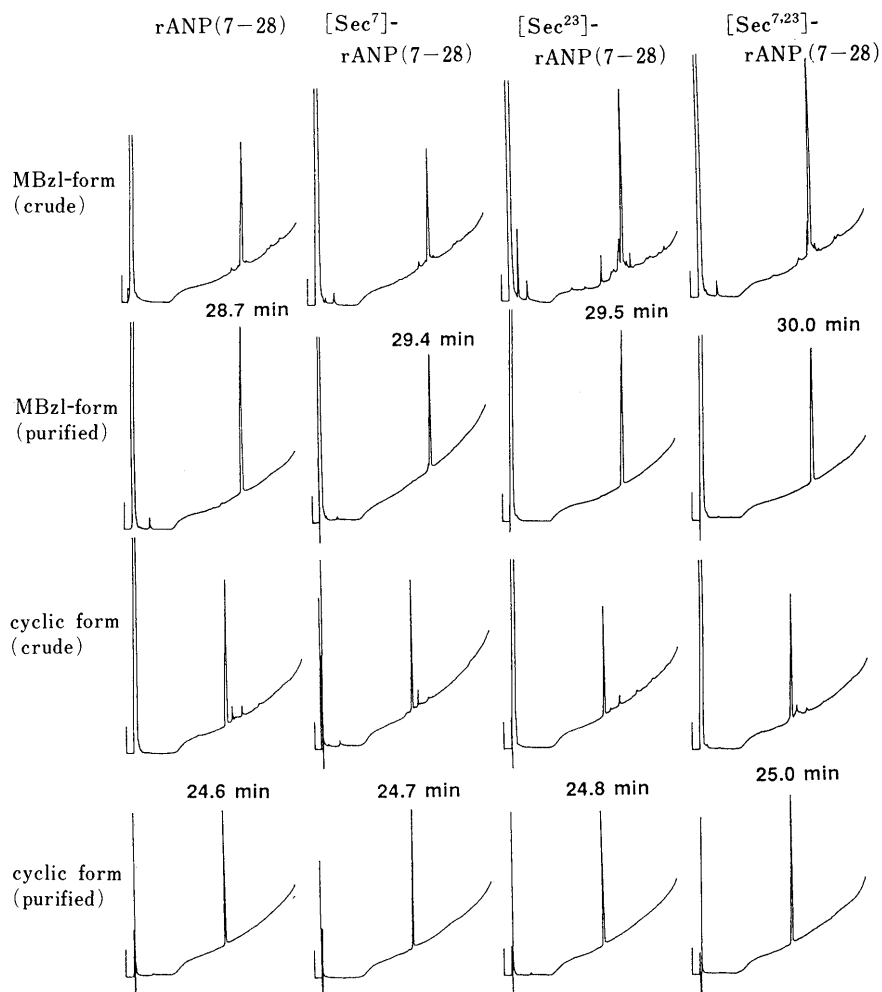 rANP(7−28)
[Sec⁷]-
rANP(7−28)
[Sec²³]-
rANP(7−28)
[Sec⁷,²³]-
rANP(7−28)
MBzl-form
(crude)
28.7 min
29.4 min
29.5 min
30.0 min
MBzl-form
(purified)
cyclic form
(crude)
24.6 min
24.7 min
24.8 min
25.0 min
cyclic form
(purified)